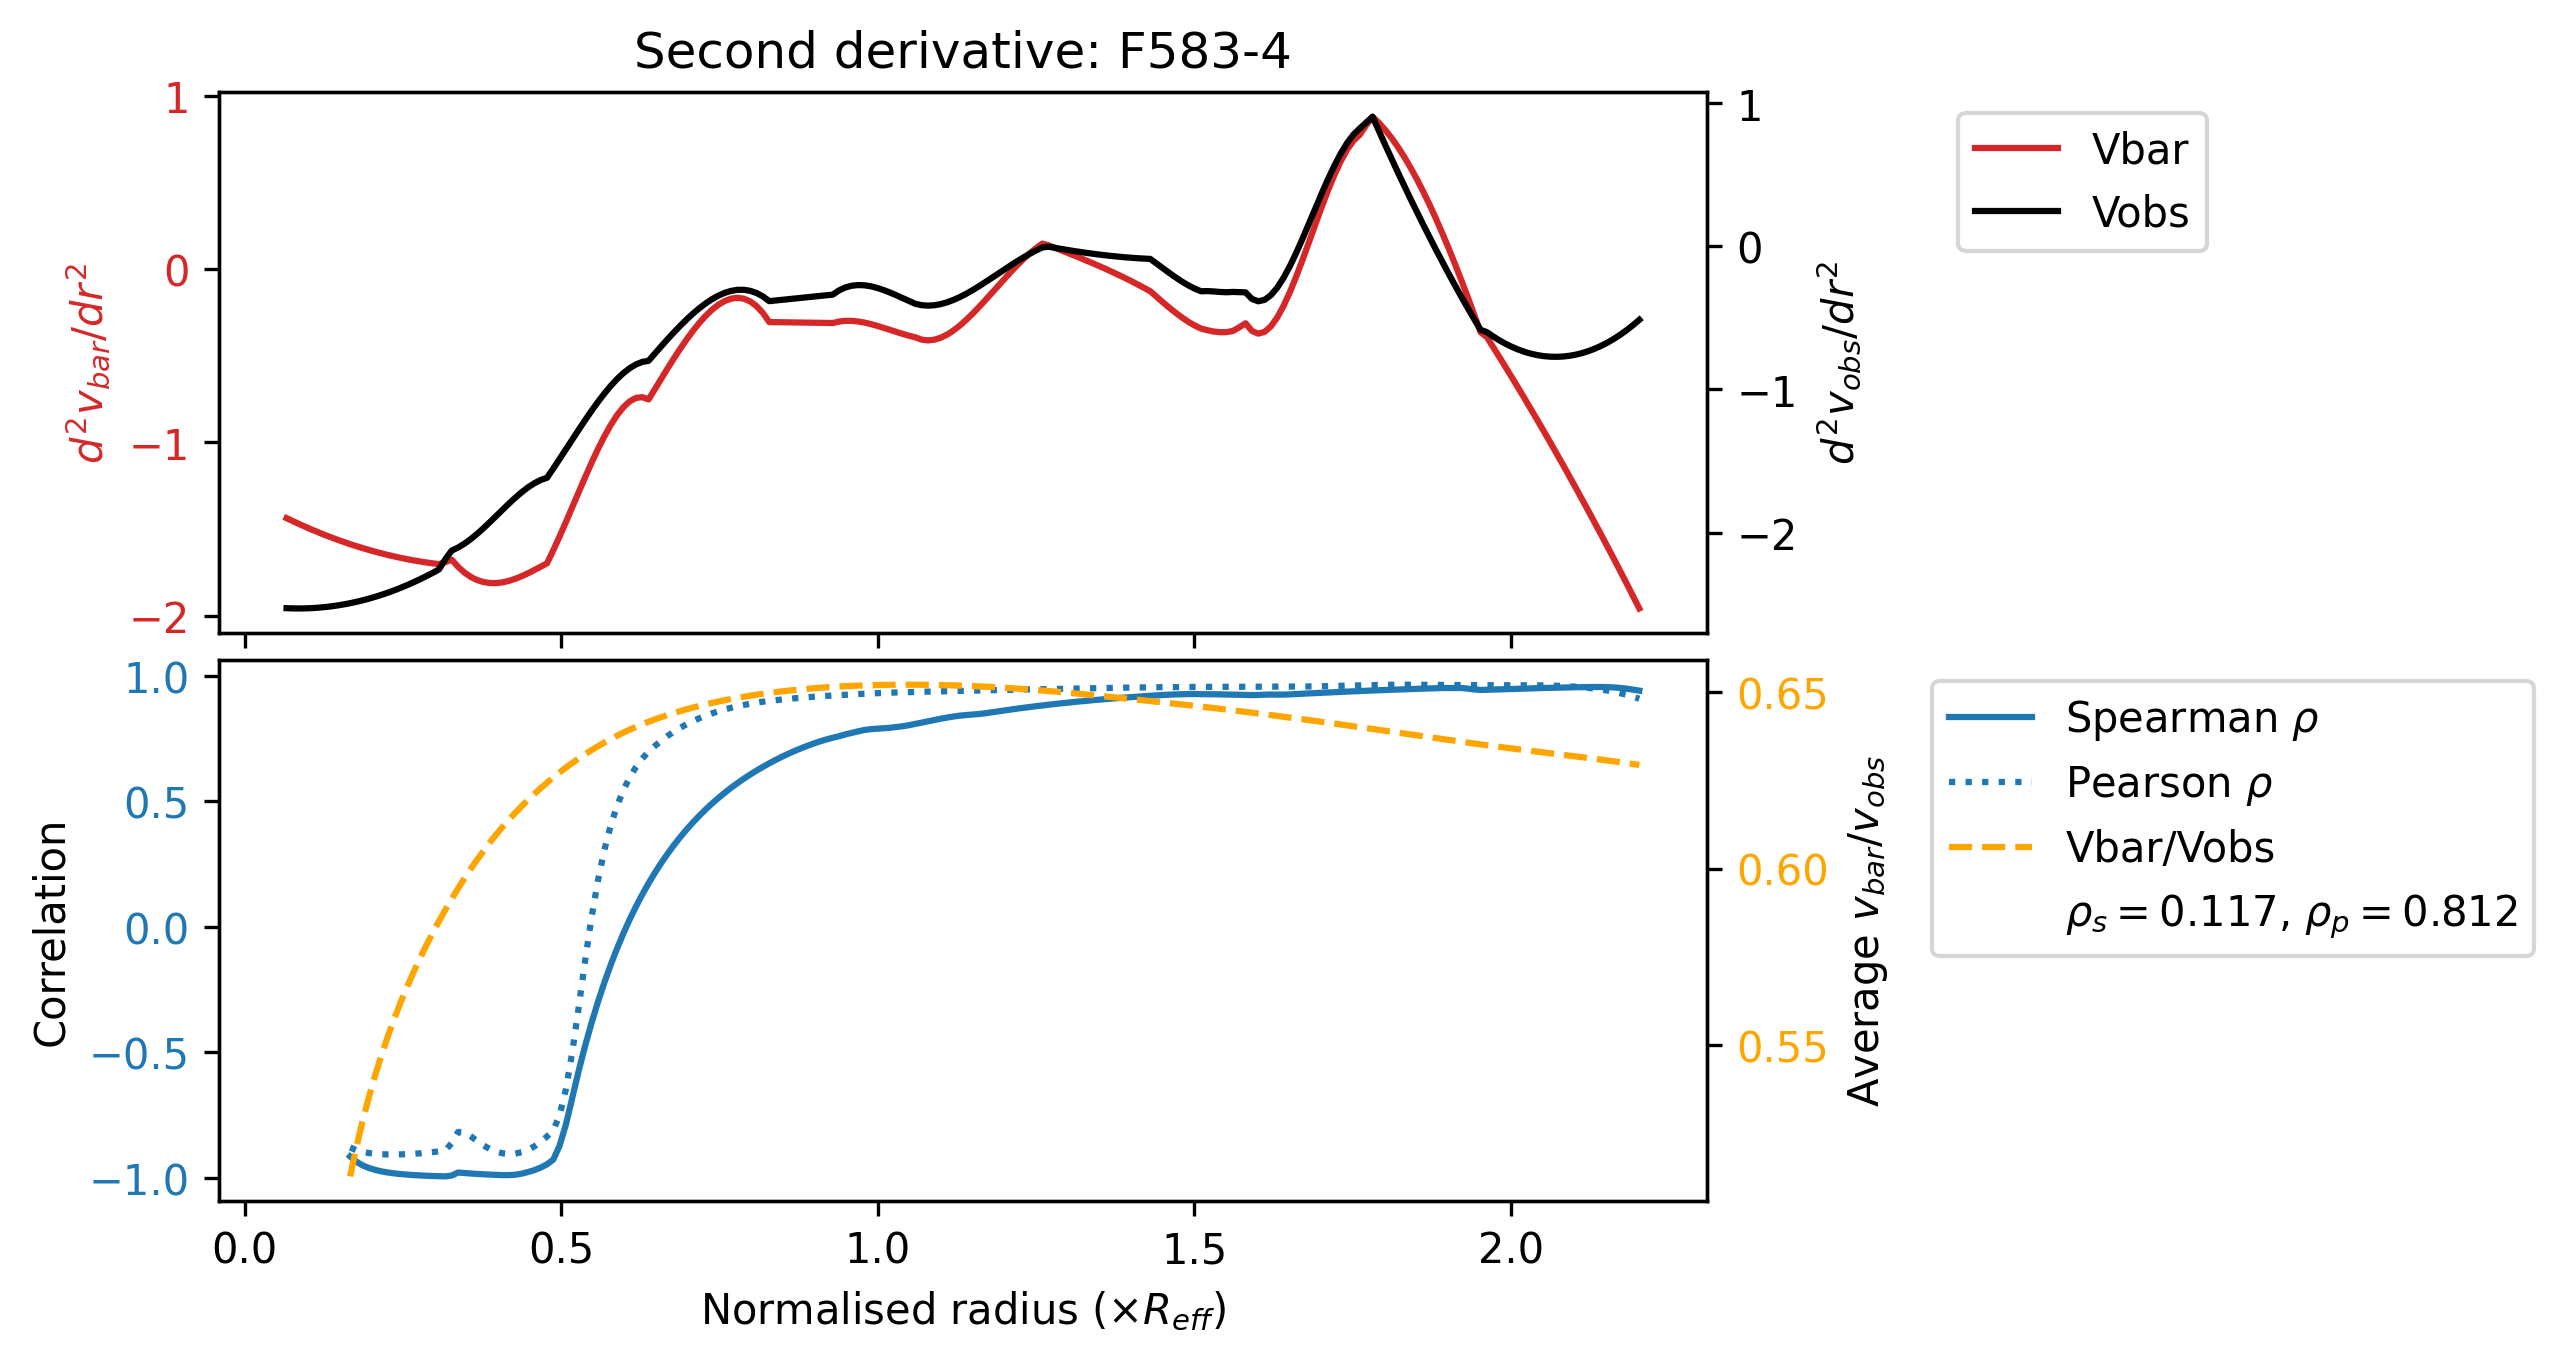 Second derivative: F583-4
1
0
−1
−2
d²v_bar/dr²
1
0
−1
−2
d²v_obs/dr²
Vbar
Vobs
1.0
0.5
0.0
−0.5
−1.0
Correlation
0.65
0.60
0.55
Average v_bar/v_obs
Spearman ρ
Pearson ρ
Vbar/Vobs
ρ_s = 0.117, ρ_p = 0.812
0.0 0.5 1.0 1.5 2.0
Normalised radius (×R_eff)